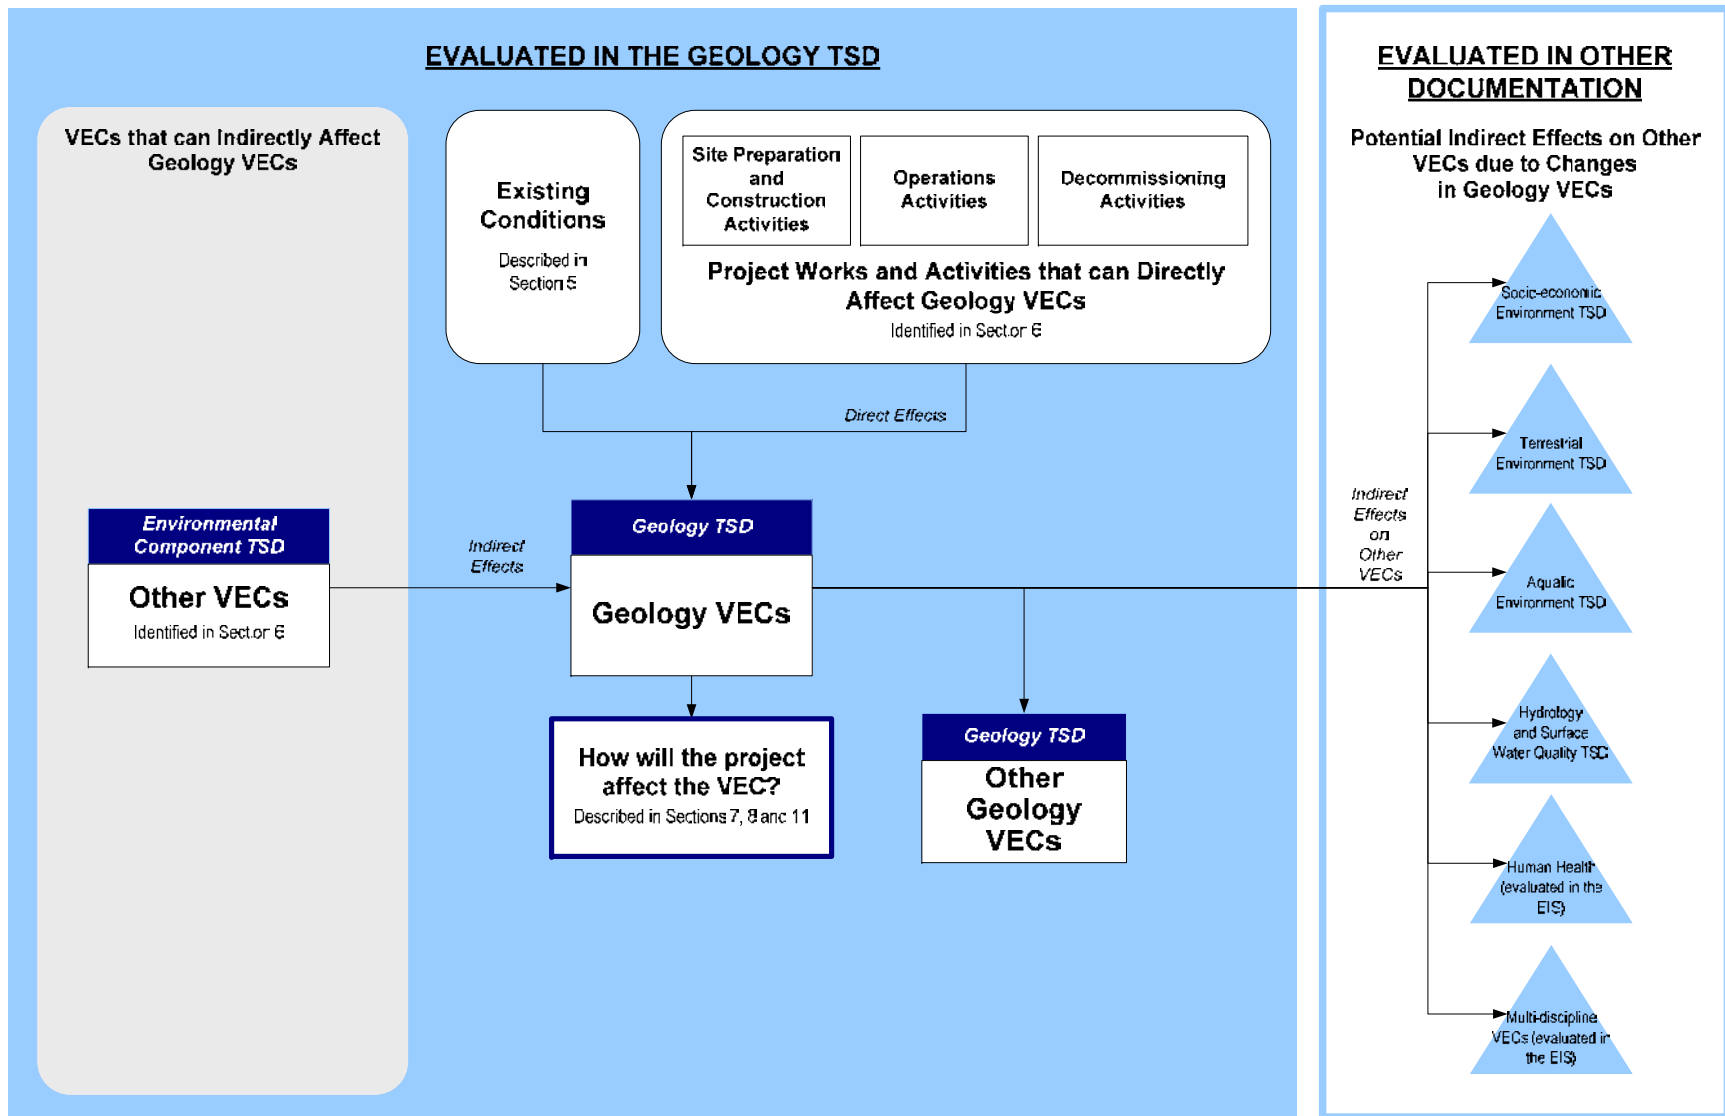 EVALUATED IN THE GEOLOGY TSD
VECs that can Indirectly Affect
Geology VECs
Existing
Conditions
Described in
Section 5
Site Preparation
and
Construction
Activities
Operations
Activities
Decommissioning
Activities
Project Works and Activities that can Directly
Affect Geology VECs
Identified in Section 6
Direct Effects
Environmental
Component TSD
Other VECs
Identified in Section 6
Indirect
Effects
Geology TSD
Geology VECs
How will the project
affect the VEC?
Described in Sections 7, 8 and 11
Geology TSD
Other
Geology
VECs
EVALUATED IN OTHER
DOCUMENTATION
Potential Indirect Effects on Other
VECs due to Changes
in Geology VECs
Indirect
Effects
on
Other
VECs
Socio-economic
Environment TSD
Terrestrial
Environment TSD
Aquatic
Environment TSD
Hydrology
and Surface
Water Quality TSD
Human Health
(evaluated in the
EIS)
Multi-discipline
VECs (evaluated in
the EIS)